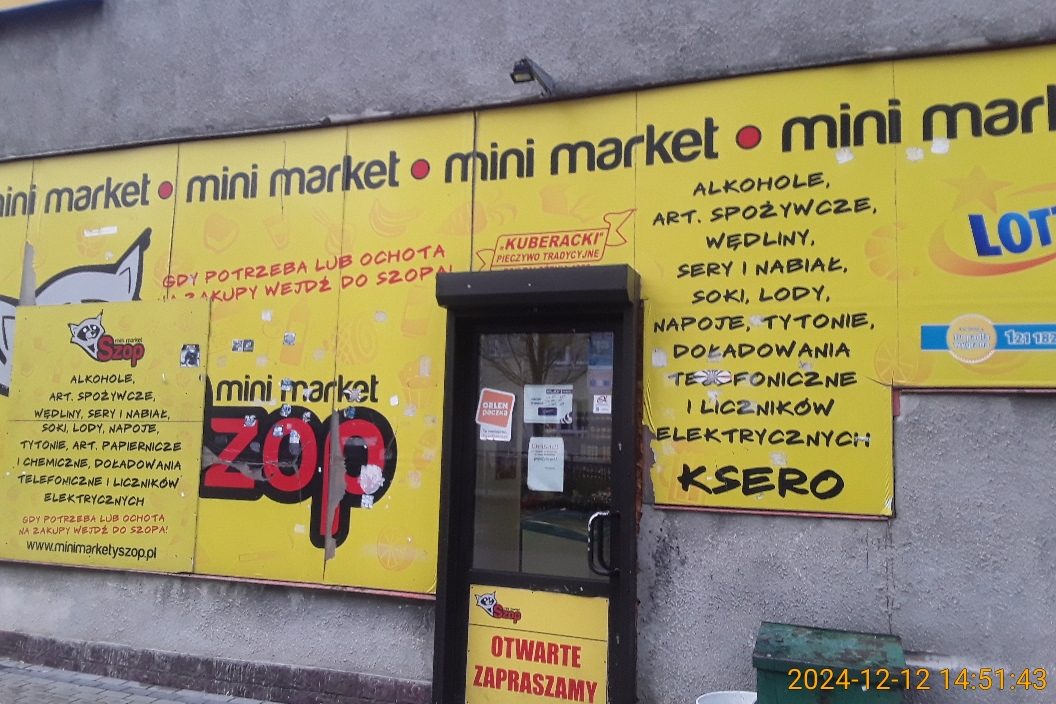 mini market • mini market • mini market • mini mar
GDY POTRZEBA LUB OCHOTA
NA ZAKUPY WEJDŹ DO SZOPA!
„KUBERACKI”
PIECZYWO TRADYCYJNE
ALKOHOLE,
ART. SPOŻYWCZE,
WĘDLINY,
SERY I NABIAŁ,
SOKI, LODY,
NAPOJE, TYTONIE,
DOŁADOWANIA
TELEFONICZNE
I LICZNIKÓW
ELEKTRYCZNYCH
KSERO
LOTT
mini market
Szop
ALKOHOLE,
ART. SPOŻYWCZE,
WĘDLINY, SERY I NABIAŁ,
SOKI, LODY, NAPOJE,
TYTONIE, ART. PAPIERNICZE
I CHEMICZNE, DOŁADOWANIA
TELEFONICZNE I LICZNIKÓW
ELEKTRYCZNYCH
GDY POTRZEBA LUB OCHOTA
NA ZAKUPY WEJDŹ DO SZOPA!
www.minimarketyszop.pl
mini market
zop
ORLEN
paczka
Szop
OTWARTE
ZAPRASZAMY
2024-12-12 14:51:43